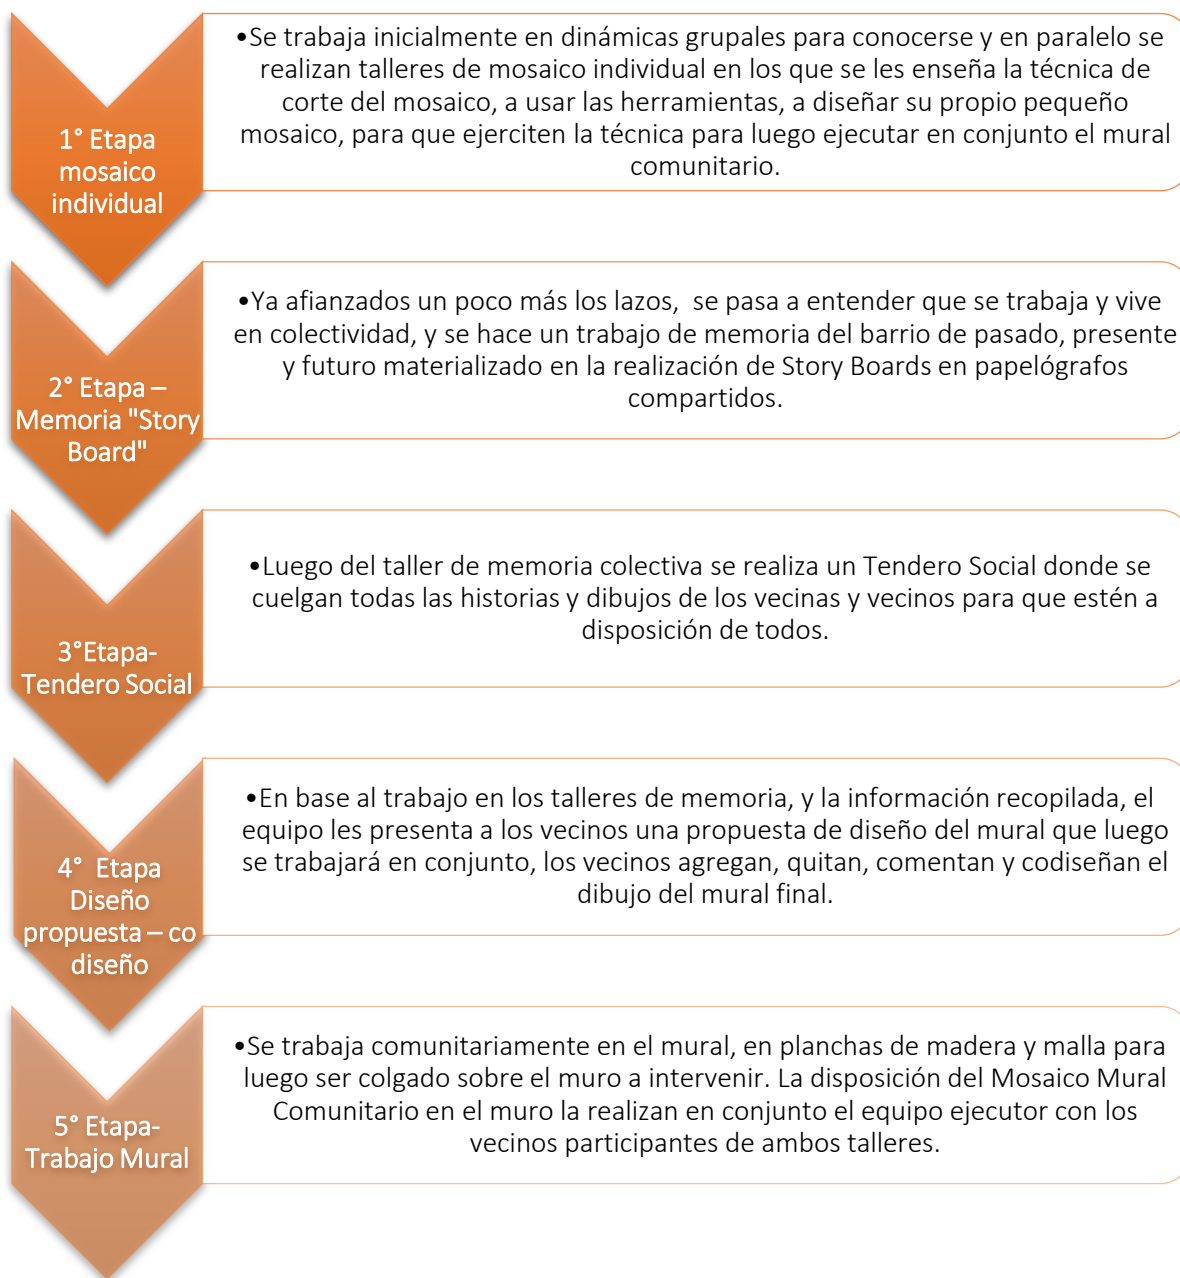 1° Etapa
mosaico
individual
•Se trabaja inicialmente en dinámicas grupales para conocerse y en paralelo se
realizan talleres de mosaico individual en los que se les enseña la técnica de
corte del mosaico, a usar las herramientas, a diseñar su propio pequeño
mosaico, para que ejerciten la técnica para luego ejecutar en conjunto el mural
comunitario.
2° Etapa –
Memoria "Story
Board"
•Ya afianzados un poco más los lazos,  se pasa a entender que se trabaja y vive
en colectividad, y se hace un trabajo de memoria del barrio de pasado, presente
y futuro materializado en la realización de Story Boards en papelógrafos
compartidos.
3°Etapa-
Tendero Social
•Luego del taller de memoria colectiva se realiza un Tendero Social donde se
cuelgan todas las historias y dibujos de los vecinas y vecinos para que estén a
disposición de todos.
4°  Etapa
Diseño
propuesta – co
diseño
•En base al trabajo en los talleres de memoria, y la información recopilada, el
equipo les presenta a los vecinos una propuesta de diseño del mural que luego
se trabajará en conjunto, los vecinos agregan, quitan, comentan y codiseñan el
dibujo del mural final.
5° Etapa-
Trabajo Mural
•Se trabaja comunitariamente en el mural, en planchas de madera y malla para
luego ser colgado sobre el muro a intervenir. La disposición del Mosaico Mural
Comunitario en el muro la realizan en conjunto el equipo ejecutor con los
vecinos participantes de ambos talleres.